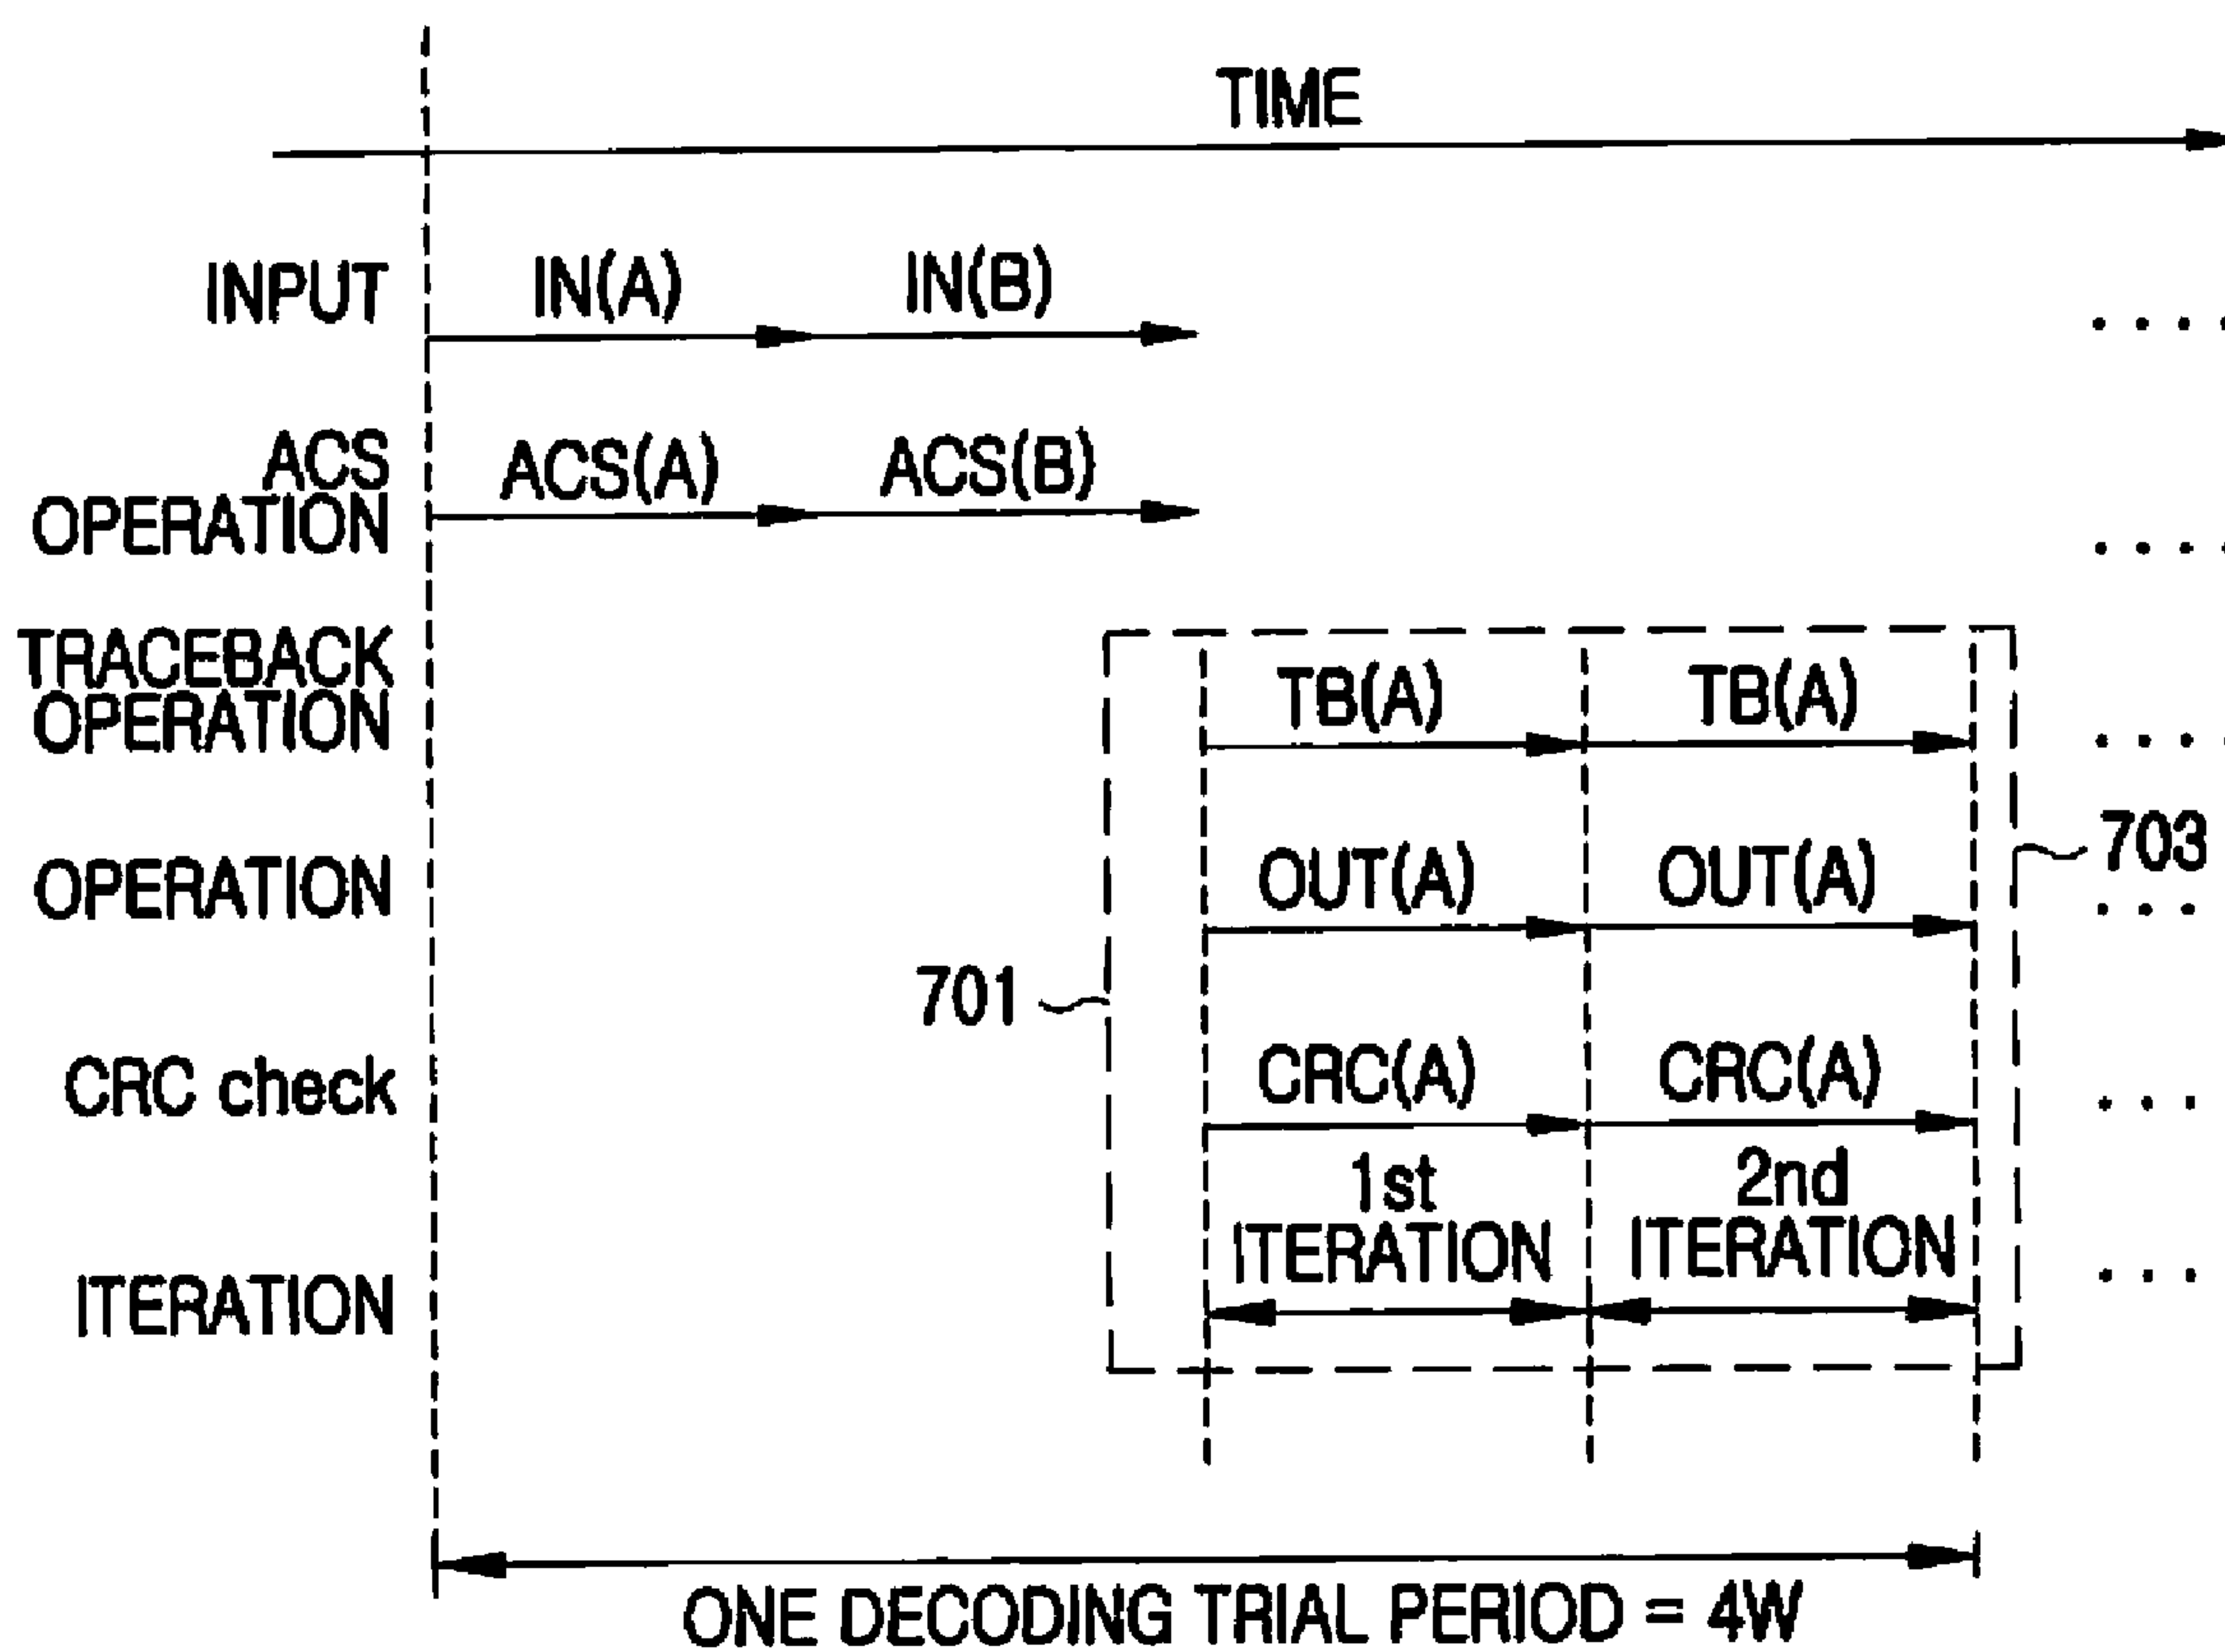 TIME
INPUT
IN(A) IN(B)
....
ACS
OPERATION
ACS(A) ACS(B)
....
TRACEBACK
OPERATION
TB(A) TB(A)
....
OPERATION
OUT(A) OUT(A)
703
...
701
CRC check
CRC(A) CRC(A)
...
ITERATION
1st
ITERATION
2nd
ITERATION
...
ONE DECODING TRIAL PERIOD = 4W